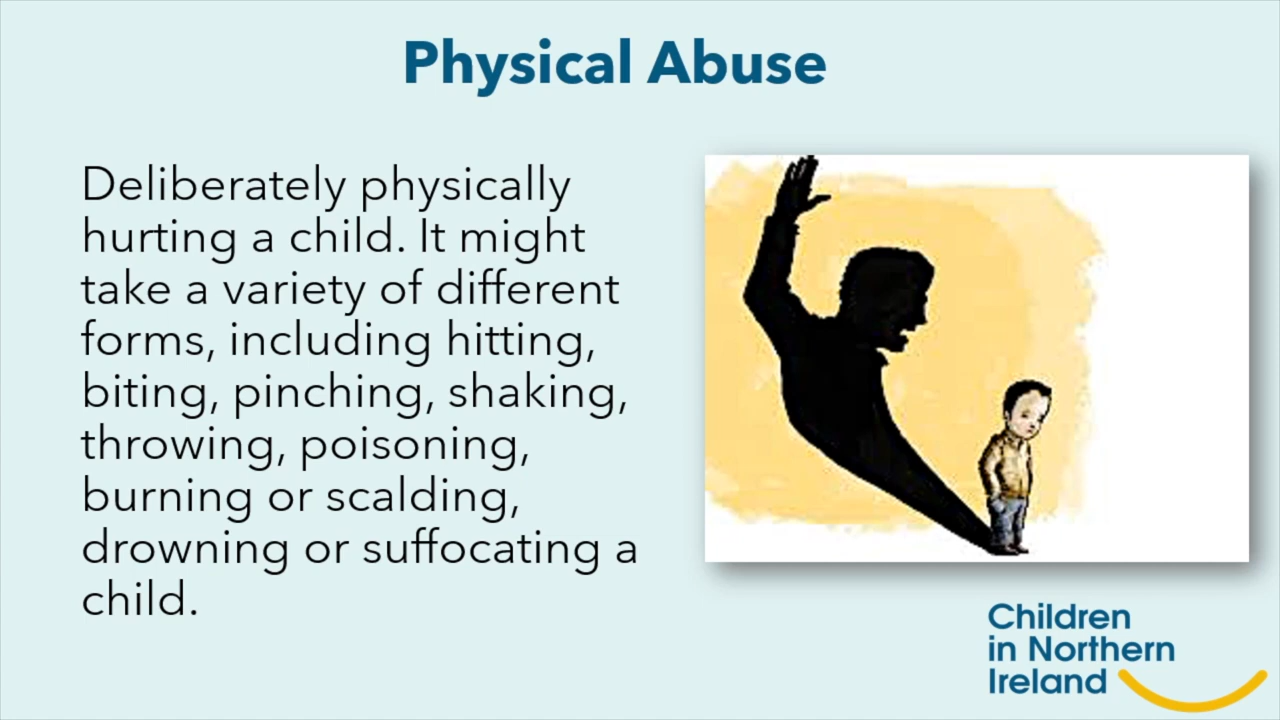 Physical Abuse
Deliberately physically
hurting a child. It might
take a variety of different
forms, including hitting,
biting, pinching, shaking,
throwing, poisoning,
burning or scalding,
drowning or suffocating a
child.
Children
in Northern
Ireland